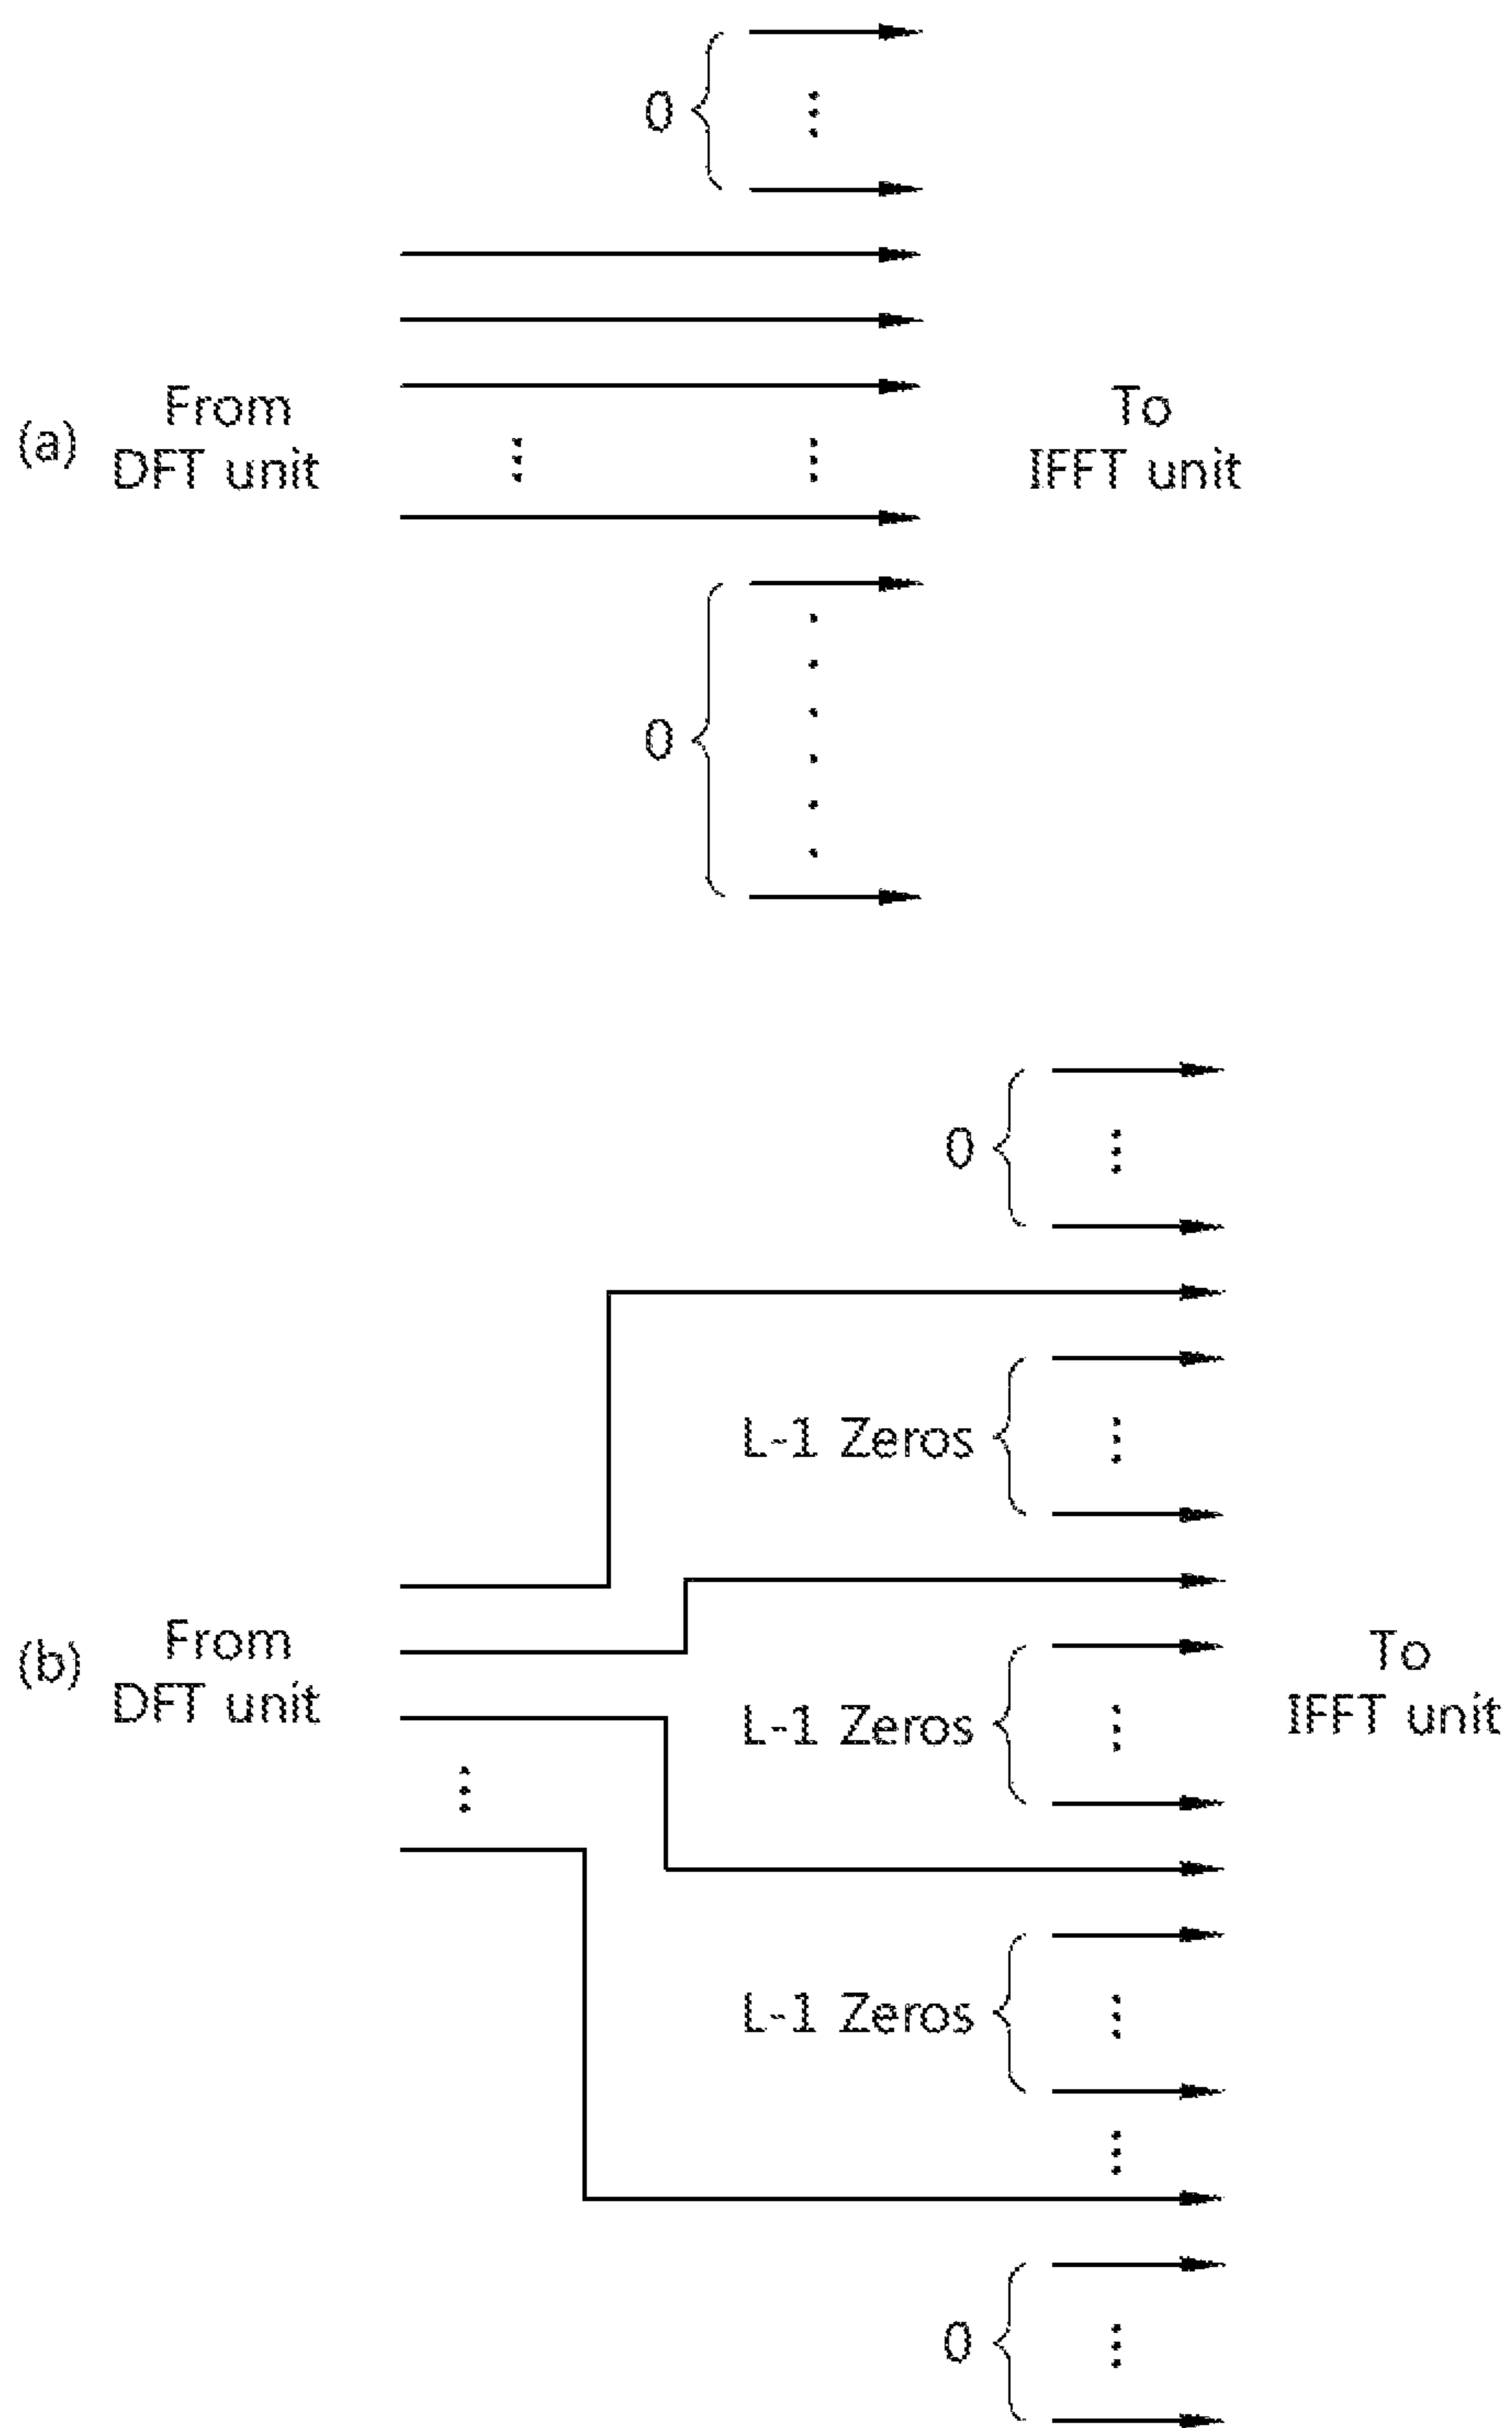 0
(a)
From
DFT unit
To
IFFT unit
0
0
L-1 Zeros
(b)
From
DFT unit
L-1 Zeros
To
IFFT unit
L-1 Zeros
0